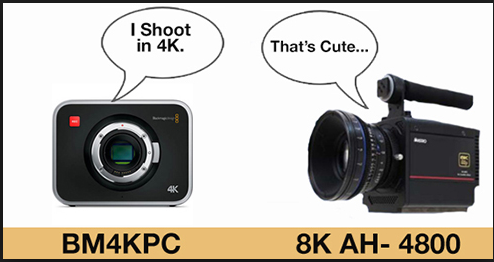 I Shoot
in 4K.
That's Cute...
4K
BM4KPC
8K AH- 4800